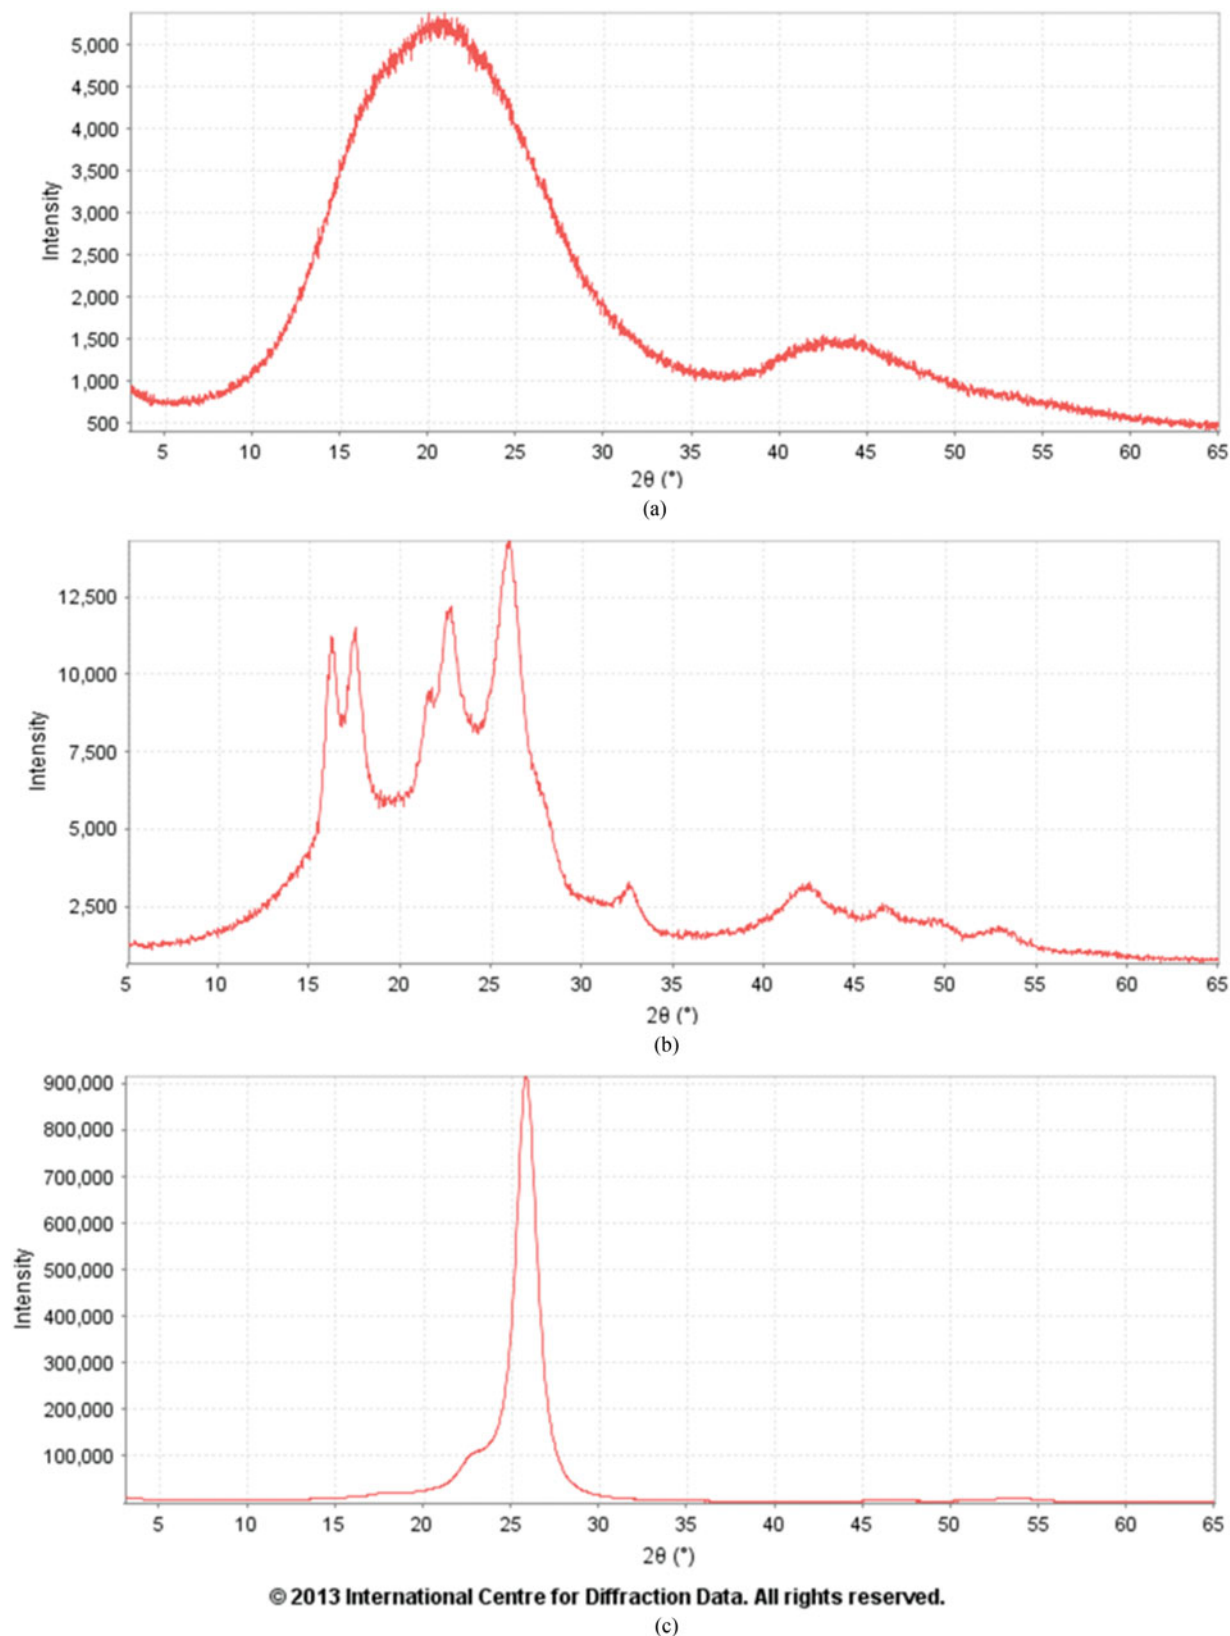 5,000
4,500
4,000
3,500
3,000
2,500
2,000
1,500
1,000
500
Intensity
5 10 15 20 25 30 35 40 45 50 55 60 65
2θ (°)
(a)
12,500
10,000
7,500
5,000
2,500
Intensity
5 10 15 20 25 30 35 40 45 50 55 60 65
2θ (°)
(b)
900,000
800,000
700,000
600,000
500,000
400,000
300,000
200,000
100,000
Intensity
5 10 15 20 25 30 35 40 45 50 55 60 65
2θ (°)
© 2013 International Centre for Diffraction Data. All rights reserved.
(c)